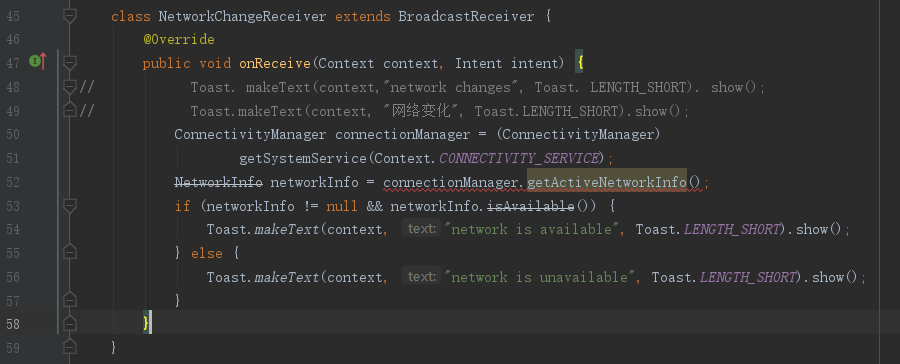 45 class NetworkChangeReceiver extends BroadcastReceiver {
46 @Override
47 public void onReceive(Context context, Intent intent) {
48 // Toast. makeText(context,"network changes", Toast. LENGTH_SHORT). show();
49 // Toast.makeText(context, "网络变化", Toast.LENGTH_SHORT).show();
50 ConnectivityManager connectionManager = (ConnectivityManager)
51 getSystemService(Context.CONNECTIVITY_SERVICE);
52 NetworkInfo networkInfo = connectionManager.getActiveNetworkInfo();
53 if (networkInfo != null && networkInfo.isAvailable()) {
54 Toast.makeText(context, text: "network is available", Toast.LENGTH_SHORT).show();
55 } else {
56 Toast.makeText(context, text: "network is unavailable", Toast.LENGTH_SHORT).show();
57 }
58 }
59 }